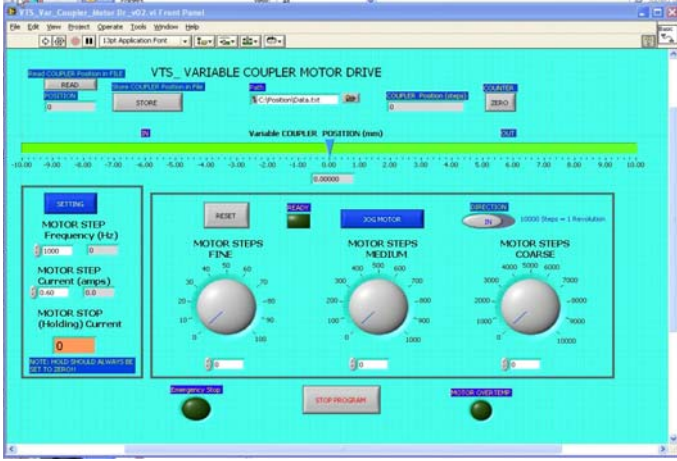 VTS_Var_Coupler_Motor Dr_v02.vi Front Panel
File Edit View Project Operate Tools Window Help
13pt Application Font
Basic
VTS_ VARIABLE COUPLER MOTOR DRIVE
Read COUPLER Position in FILE
READ
POSITION
0
Store COUPLER Position in File
STORE
Path
C:\Position\Data.txt
COUPLER Position (steps)
0
COUNTER
ZERO
IN
Variable COUPLER POSITION (mm)
OUT
-10.00 -9.00 -8.00 -7.00 -6.00 -5.00 -4.00 -3.00 -2.00 -1.00 0.00 1.00 2.00 3.00 4.00 5.00 6.00 7.00 8.00 9.00 10.00
0.00000
SETTING
MOTOR STEP
Frequency (Hz)
1000 0
MOTOR STEP
Current (amps)
0.60 0.0
MOTOR STOP
(Holding) Current
0
NOTE: HOLD SHOULD ALWAYS BE
SET TO ZERO!!
RESET
READY
JOG MOTOR
DIRECTION
IN
10000 Steps = 1 Revolution
MOTOR STEPS
FINE
0 10 20 30 40 50 60 70 80 90 100
0
MOTOR STEPS
MEDIUM
0 100 200 300 400 500 600 700 800 900 1000
0
MOTOR STEPS
COARSE
0 1000 2000 3000 4000 5000 6000 7000 8000 9000 10000
0
Emergency Stop
STOP PROGRAM
MOTOR OVERTEMP